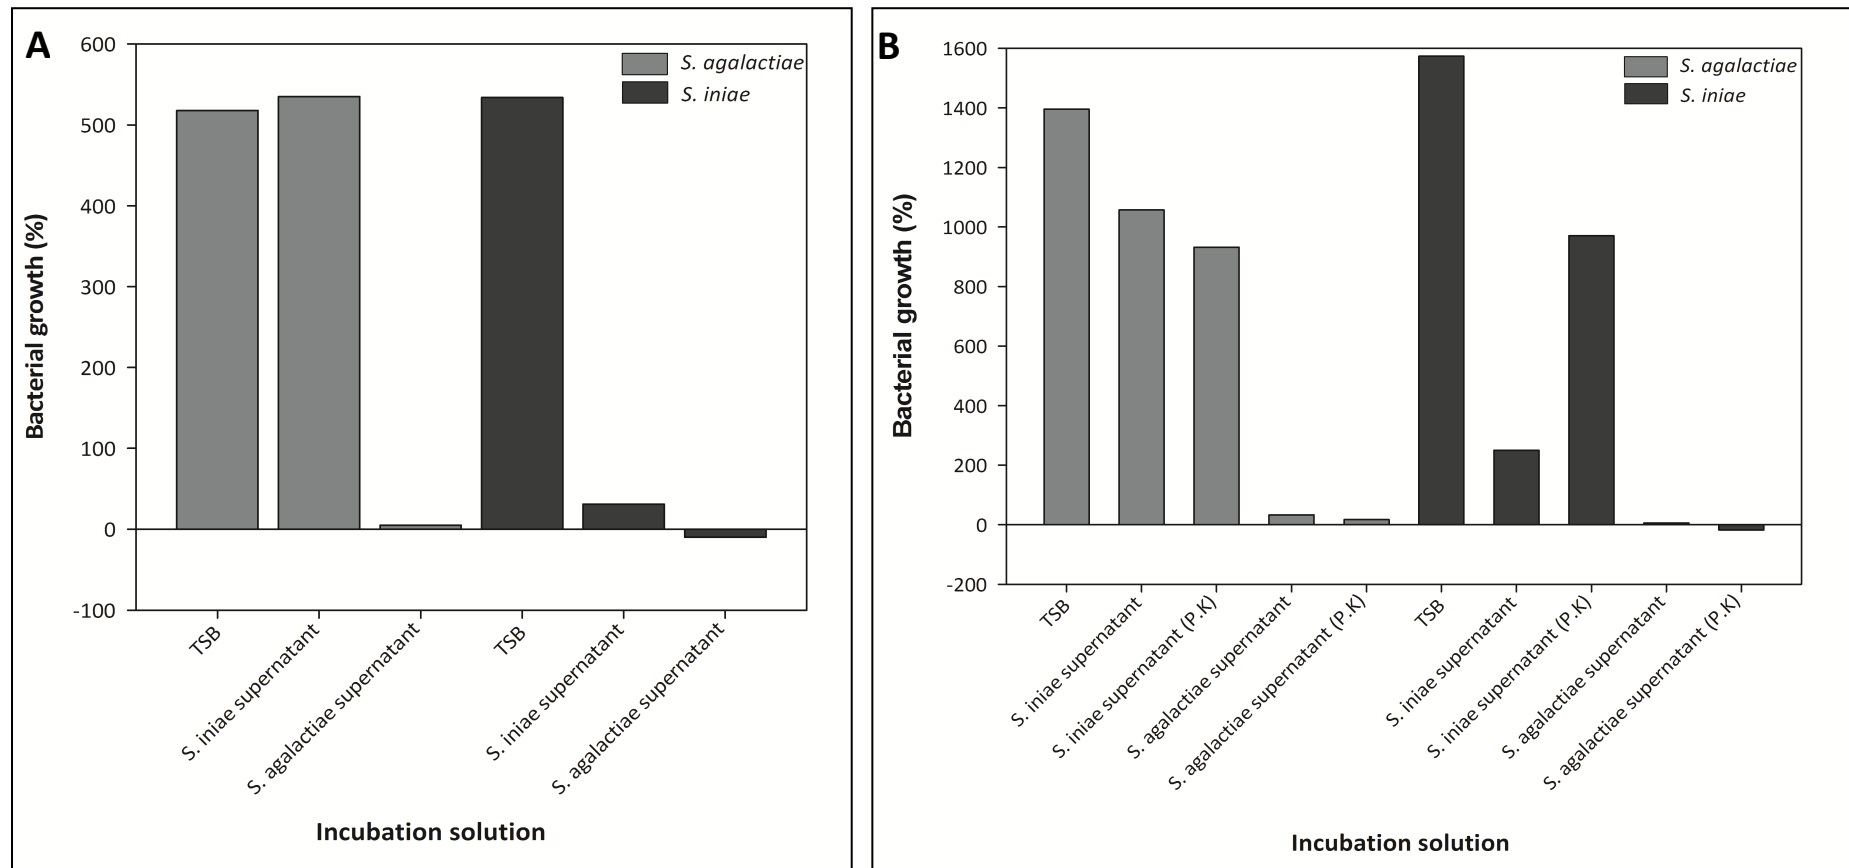 A
600
500
400
300
200
100
0
-100
Bacterial growth (%)
S. agalactiae
S. iniae
TSB
S. iniae supernatant
S. agalactiae supernatant
TSB
S. iniae supernatant
S. agalactiae supernatant
Incubation solution
B
1600
1400
1200
1000
800
600
400
200
0
-200
Bacterial growth (%)
S. agalactiae
S. iniae
TSB
S. iniae supernatant
S. iniae supernatant (P.K)
S. agalactiae supernatant
S. agalactiae supernatant (P.K)
TSB
S. iniae supernatant
S. iniae supernatant (P.K)
S. agalactiae supernatant
S. agalactiae supernatant (P.K)
Incubation solution